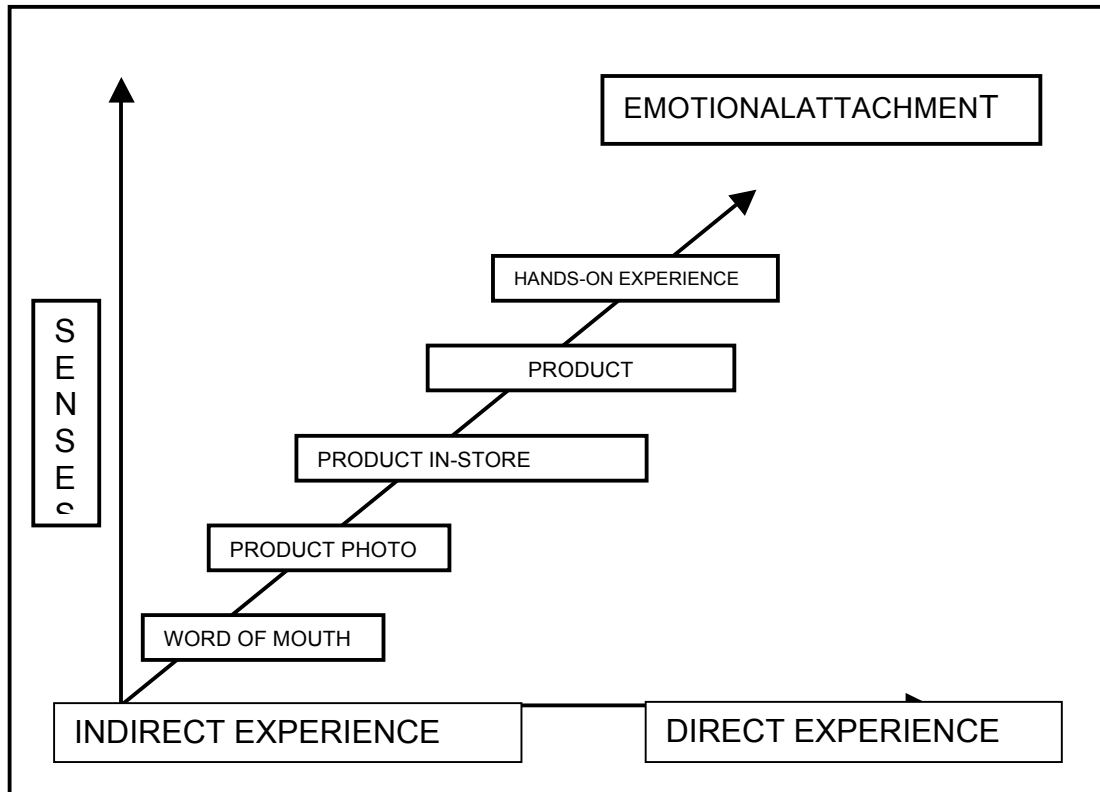 EMOTIONALATTACHMENT
HANDS-ON EXPERIENCE
PRODUCT
PRODUCT IN-STORE
PRODUCT PHOTO
WORD OF MOUTH
S
E
N
S
E
S
INDIRECT EXPERIENCE
DIRECT EXPERIENCE